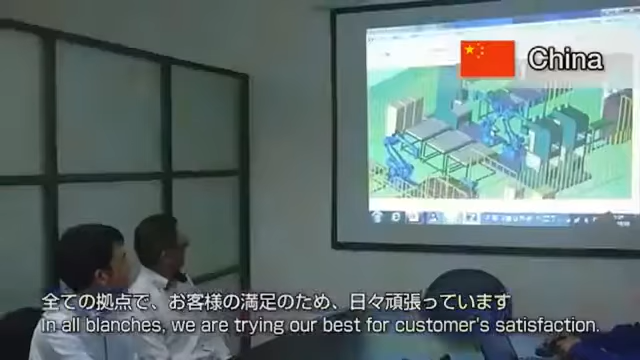 China
全ての拠点で、お客様の満足のため、日々頑張っています
In all blanches, we are trying our best for customer's satisfaction.